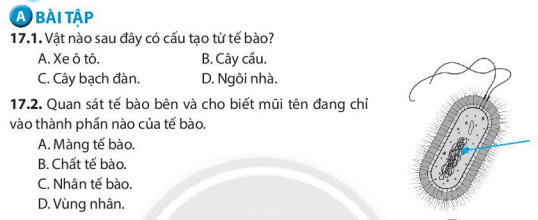 A BÀI TẬP
17.1. Vật nào sau đây có cấu tạo từ tế bào?
A. Xe ô tô. B. Cây cầu.
C. Cây bạch đàn. D. Ngôi nhà.
17.2. Quan sát tế bào bên và cho biết mũi tên đang chỉ
vào thành phần nào của tế bào.
A. Màng tế bào.
B. Chất tế bào.
C. Nhân tế bào.
D. Vùng nhân.